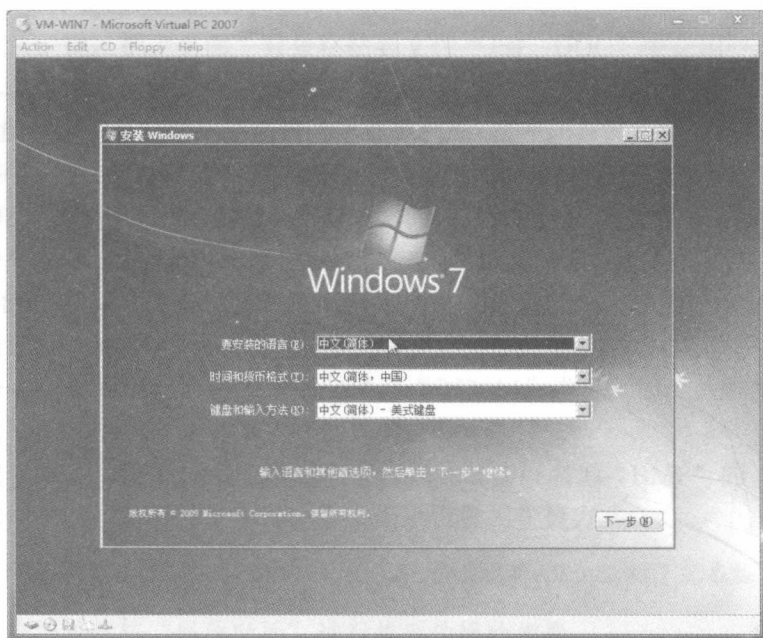 VM-WIN7 - Microsoft Virtual PC 2007
Action Edit CD Floppy Help
安装 Windows
Windows 7
要安装的语言(E): 中文(简体)
时间和货币格式(T): 中文(简体，中国)
键盘和输入方法(K): 中文(简体) - 美式键盘
输入语言和其他首选项，然后单击“下一步”继续。
版权所有 © 2009 Microsoft Corporation。保留所有权利。
下一步(N)